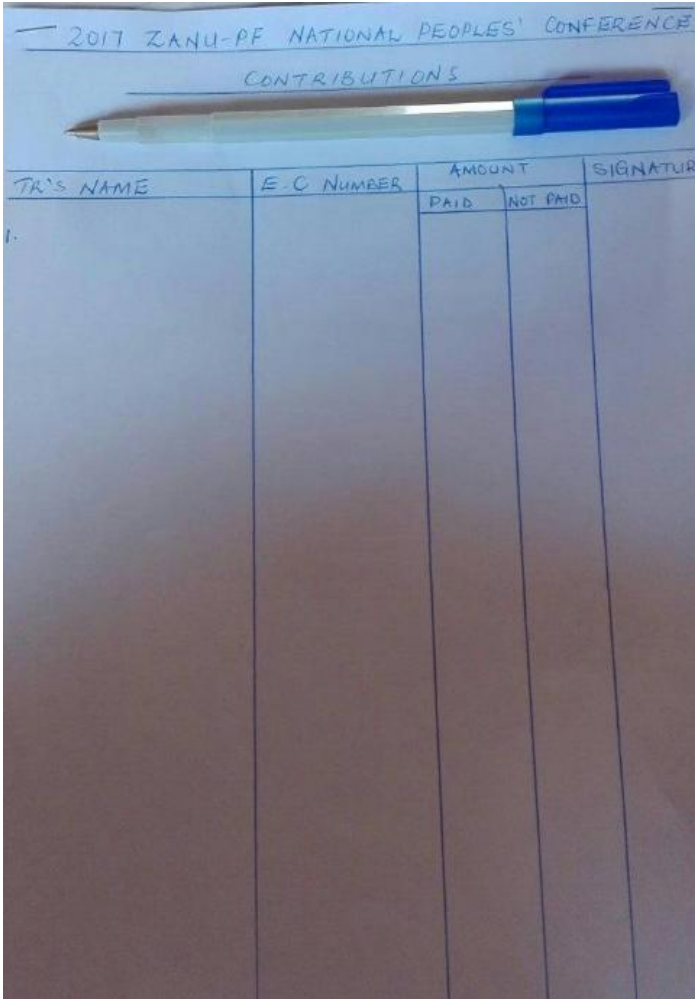 2017 ZANU-PF NATIONAL PEOPLES' CONFERENCE
CONTRIBUTIONS
TR'S NAME E.C NUMBER AMOUNT SIGNATUR
PAID NOT PAID
1.